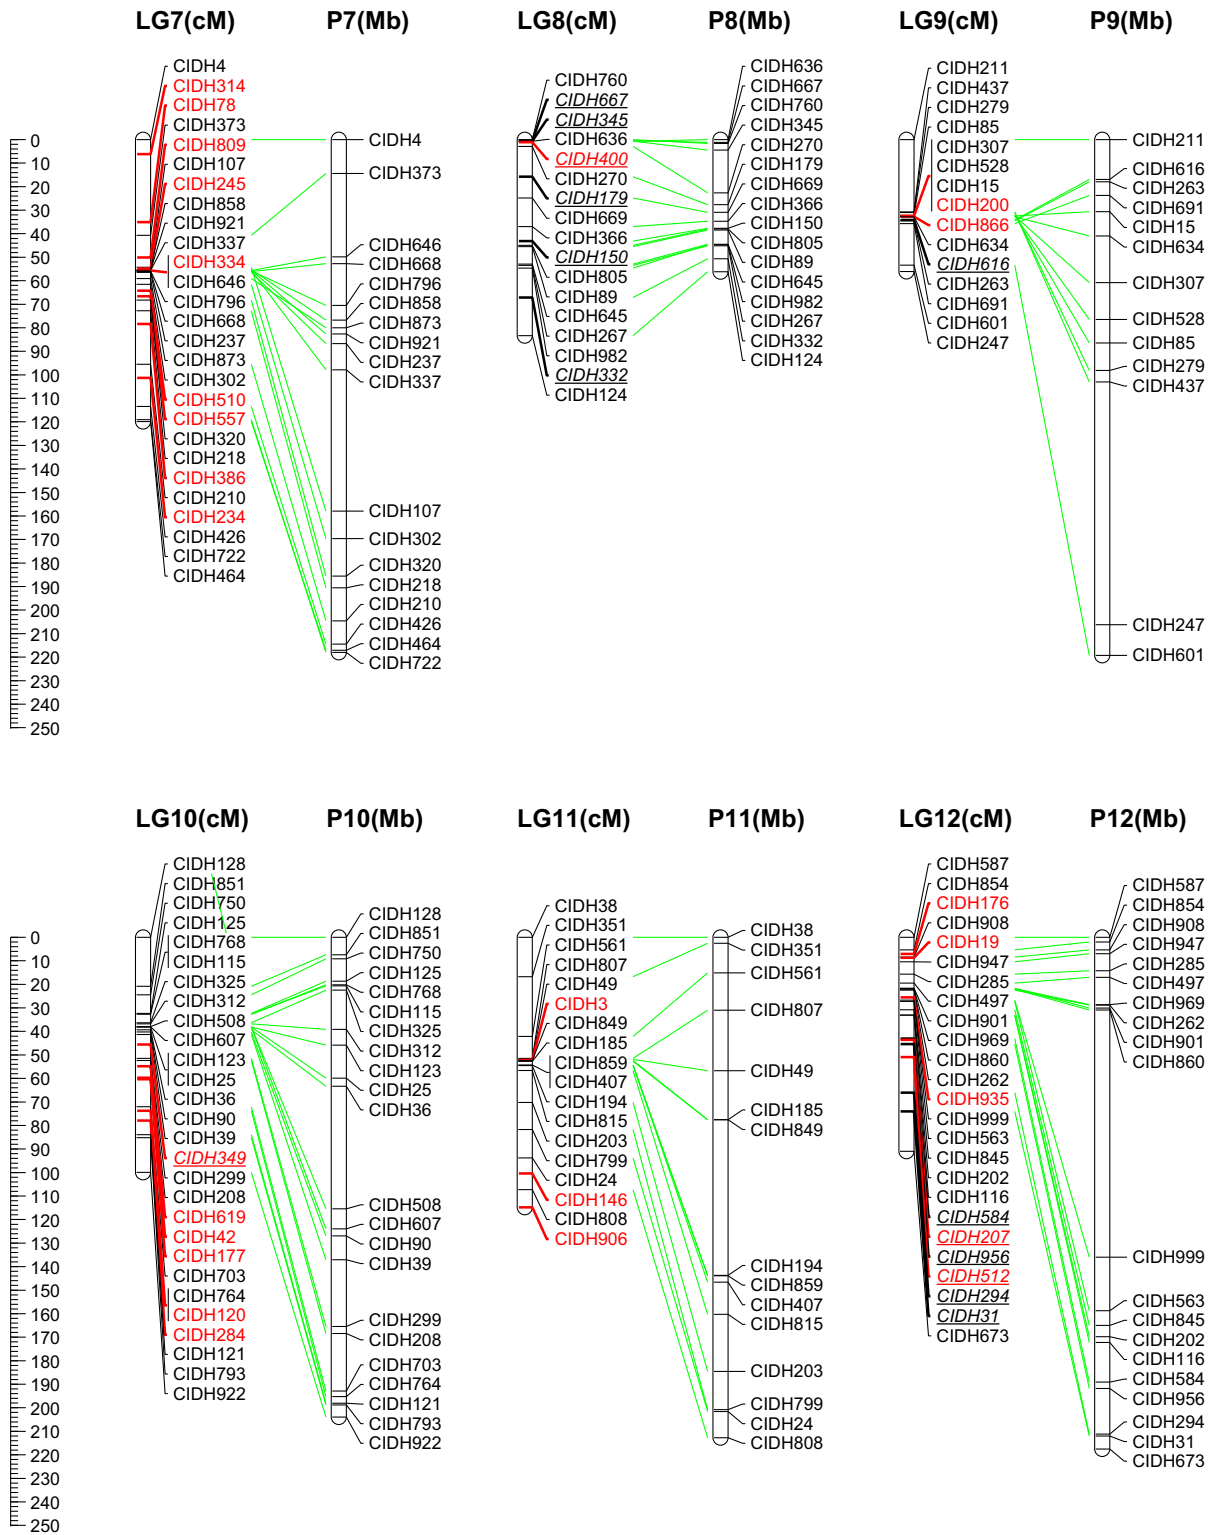 LG7(cM) P7(Mb) LG8(cM) P8(Mb) LG9(cM) P9(Mb)
0
10
20
30
40
50
60
70
80
90
100
110
120
130
140
150
160
170
180
190
200
210
220
230
240
250
CIDH4
CIDH314
CIDH78
CIDH373
CIDH809
CIDH107
CIDH245
CIDH858
CIDH921
CIDH337
CIDH334
CIDH646
CIDH796
CIDH668
CIDH237
CIDH873
CIDH302
CIDH510
CIDH557
CIDH320
CIDH218
CIDH386
CIDH210
CIDH234
CIDH426
CIDH722
CIDH464
CIDH4
CIDH373
CIDH646
CIDH668
CIDH796
CIDH858
CIDH873
CIDH921
CIDH237
CIDH337
CIDH107
CIDH302
CIDH320
CIDH218
CIDH210
CIDH426
CIDH464
CIDH722
CIDH760
CIDH667
CIDH345
CIDH636
CIDH400
CIDH270
CIDH179
CIDH669
CIDH366
CIDH150
CIDH805
CIDH89
CIDH645
CIDH267
CIDH982
CIDH332
CIDH124
CIDH636
CIDH667
CIDH760
CIDH345
CIDH270
CIDH179
CIDH669
CIDH366
CIDH150
CIDH805
CIDH89
CIDH645
CIDH982
CIDH267
CIDH332
CIDH124
CIDH211
CIDH437
CIDH279
CIDH85
CIDH307
CIDH528
CIDH15
CIDH200
CIDH866
CIDH634
CIDH616
CIDH263
CIDH691
CIDH601
CIDH247
CIDH211
CIDH616
CIDH263
CIDH691
CIDH15
CIDH634
CIDH307
CIDH528
CIDH85
CIDH279
CIDH437
CIDH247
CIDH601
LG10(cM) P10(Mb) LG11(cM) P11(Mb) LG12(cM) P12(Mb)
0
10
20
30
40
50
60
70
80
90
100
110
120
130
140
150
160
170
180
190
200
210
220
230
240
250
CIDH128
CIDH851
CIDH750
CIDH125
CIDH768
CIDH115
CIDH325
CIDH312
CIDH508
CIDH607
CIDH123
CIDH25
CIDH36
CIDH90
CIDH39
CIDH349
CIDH299
CIDH208
CIDH619
CIDH42
CIDH177
CIDH703
CIDH764
CIDH120
CIDH284
CIDH121
CIDH793
CIDH922
CIDH128
CIDH851
CIDH750
CIDH125
CIDH768
CIDH115
CIDH325
CIDH312
CIDH123
CIDH25
CIDH36
CIDH508
CIDH607
CIDH90
CIDH39
CIDH299
CIDH208
CIDH703
CIDH764
CIDH121
CIDH793
CIDH922
CIDH38
CIDH351
CIDH561
CIDH807
CIDH49
CIDH3
CIDH849
CIDH185
CIDH859
CIDH407
CIDH194
CIDH815
CIDH203
CIDH799
CIDH24
CIDH146
CIDH808
CIDH906
CIDH38
CIDH351
CIDH561
CIDH807
CIDH49
CIDH185
CIDH849
CIDH194
CIDH859
CIDH407
CIDH815
CIDH203
CIDH799
CIDH24
CIDH808
CIDH587
CIDH854
CIDH176
CIDH908
CIDH19
CIDH947
CIDH285
CIDH497
CIDH901
CIDH969
CIDH860
CIDH262
CIDH935
CIDH999
CIDH563
CIDH845
CIDH202
CIDH116
CIDH584
CIDH207
CIDH956
CIDH512
CIDH294
CIDH31
CIDH673
CIDH587
CIDH854
CIDH908
CIDH947
CIDH285
CIDH497
CIDH969
CIDH262
CIDH901
CIDH860
CIDH999
CIDH563
CIDH845
CIDH202
CIDH116
CIDH584
CIDH956
CIDH294
CIDH31
CIDH673